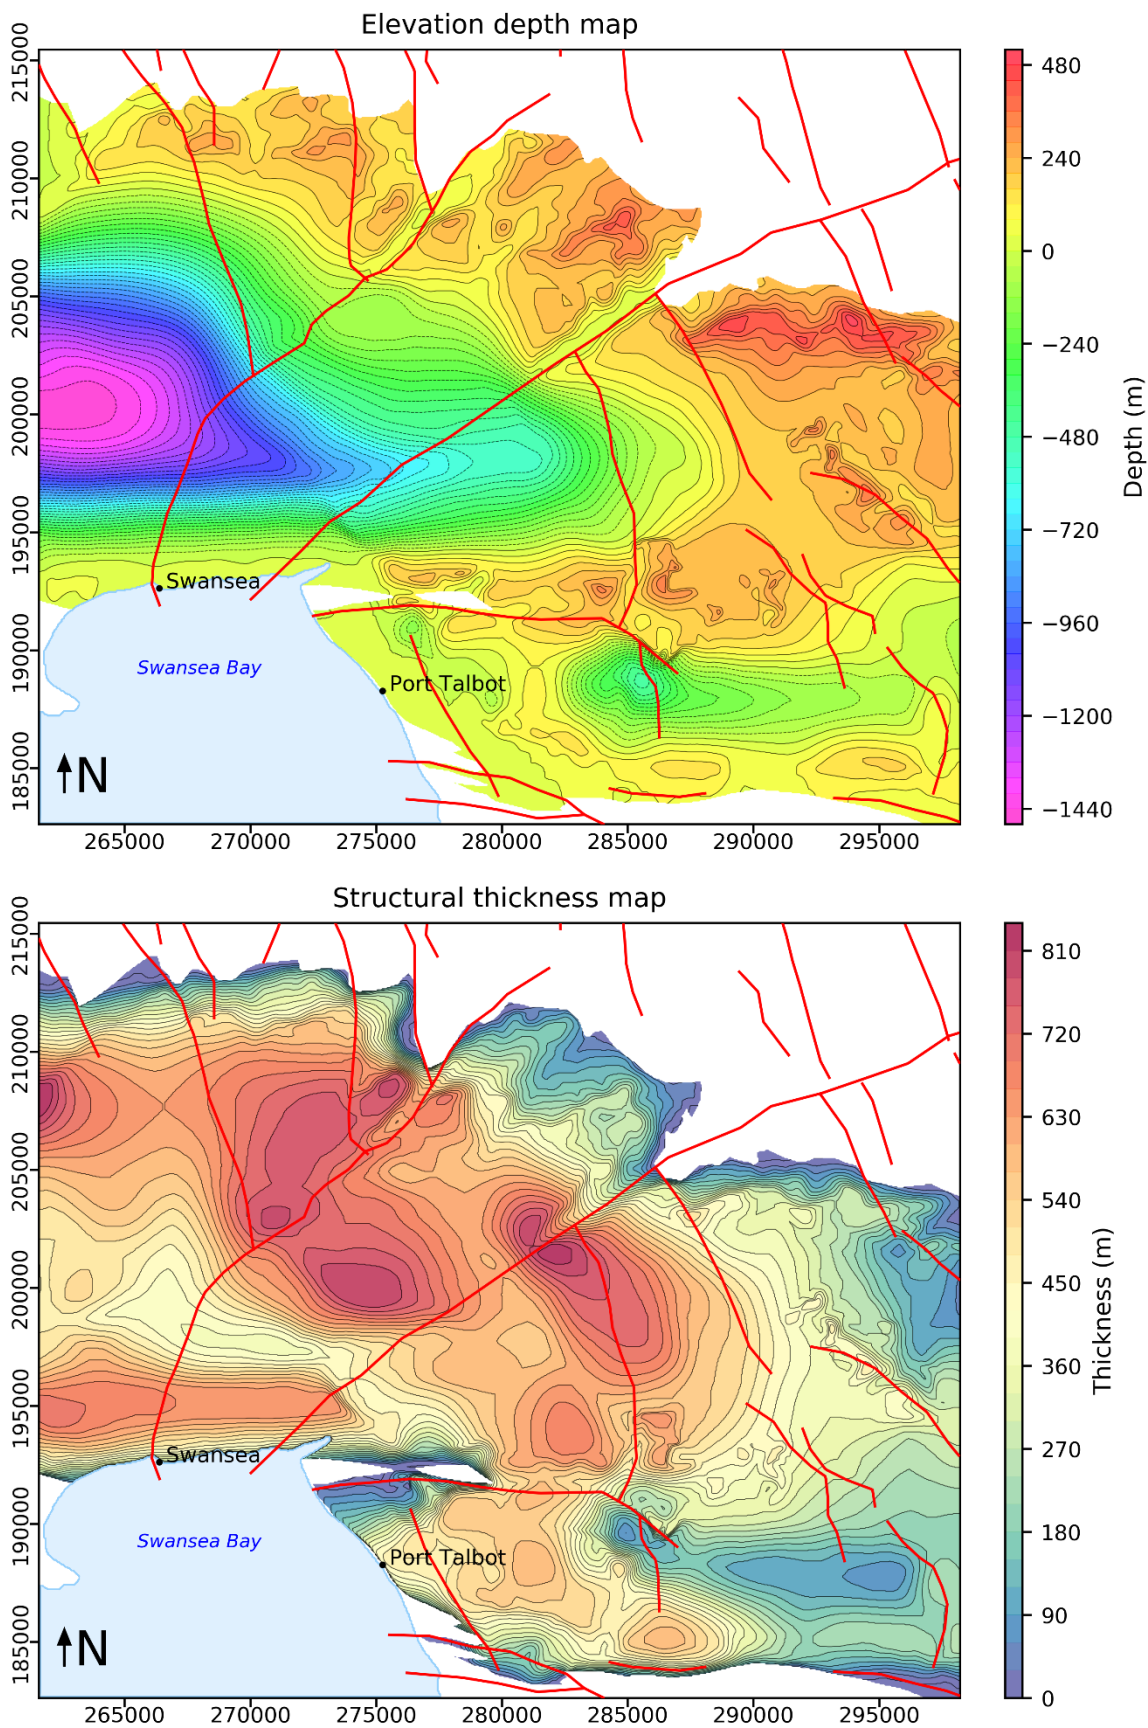 Elevation depth map
215000
210000
205000
200000
195000
190000
185000
Swansea
Swansea Bay
Port Talbot
N
265000 270000 275000 280000 285000 290000 295000
480
240
0
−240
−480
−720
−960
−1200
−1440
Depth (m)
Structural thickness map
215000
210000
205000
200000
195000
190000
185000
Swansea
Swansea Bay
Port Talbot
N
265000 270000 275000 280000 285000 290000 295000
810
720
630
540
450
360
270
180
90
0
Thickness (m)